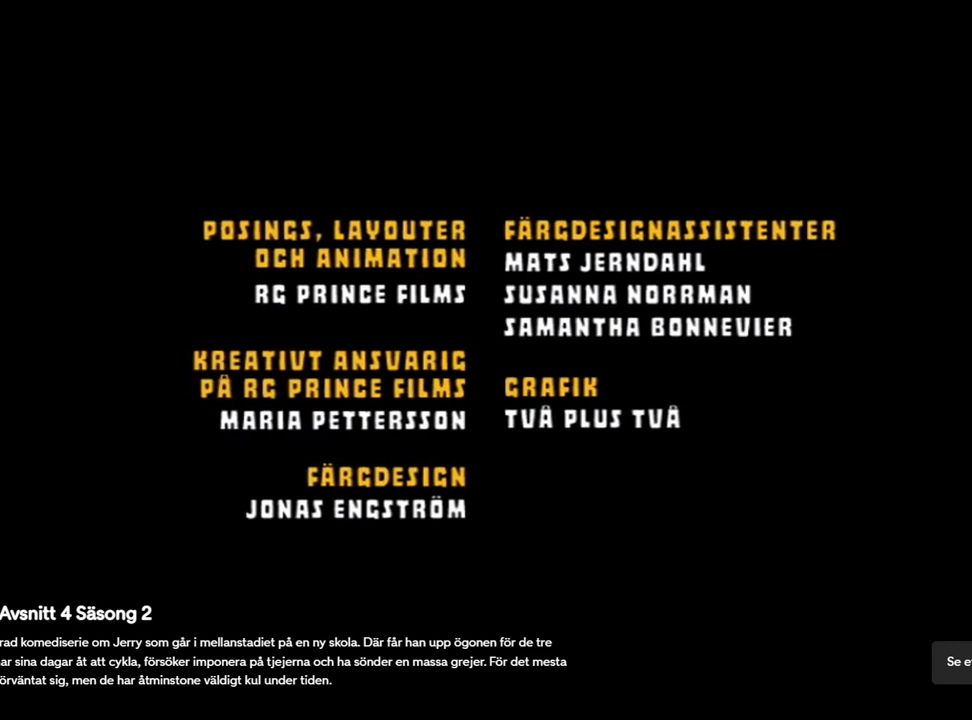 POSINGS, LAYOUTER
OCH ANIMATION
RG PRINCE FILMS
KREATIVT ANSVARIG
PÅ RG PRINCE FILMS
MARIA PETTERSSON
FÄRGDESIGN
JONAS ENGSTRÖM
FÄRGDESIGNASSISTENTER
MATS JERNDAHL
SUSANNA NORRMAN
SAMANTHA BONNEVIER
GRAFIK
TVÅ PLUS TVÅ
Avsnitt 4 Säsong 2
rad komediserie om Jerry som går i mellanstadiet på en ny skola. Där får han upp ögonen för de tre
ar sina dagar åt att cykla, försöker imponera på tjejerna och ha sönder en massa grejer. För det mesta
örväntat sig, men de har åtminstone väldigt kul under tiden.
Se